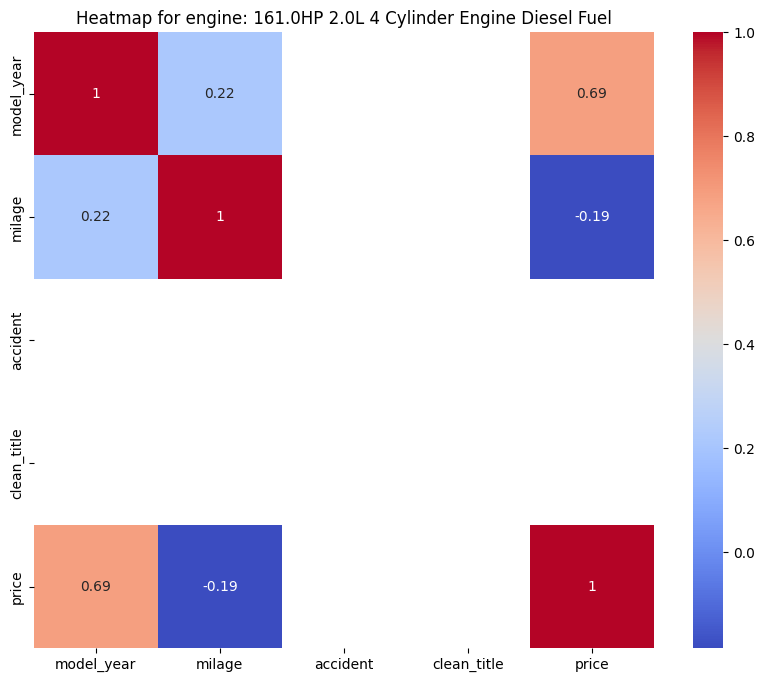 Heatmap for engine: 161.0HP 2.0L 4 Cylinder Engine Diesel Fuel
model_year
1
0.22
0.69
milage
0.22
1
-0.19
accident
clean_title
price
0.69
-0.19
1
model_year
milage
accident
clean_title
price
1.0
0.8
0.6
0.4
0.2
0.0